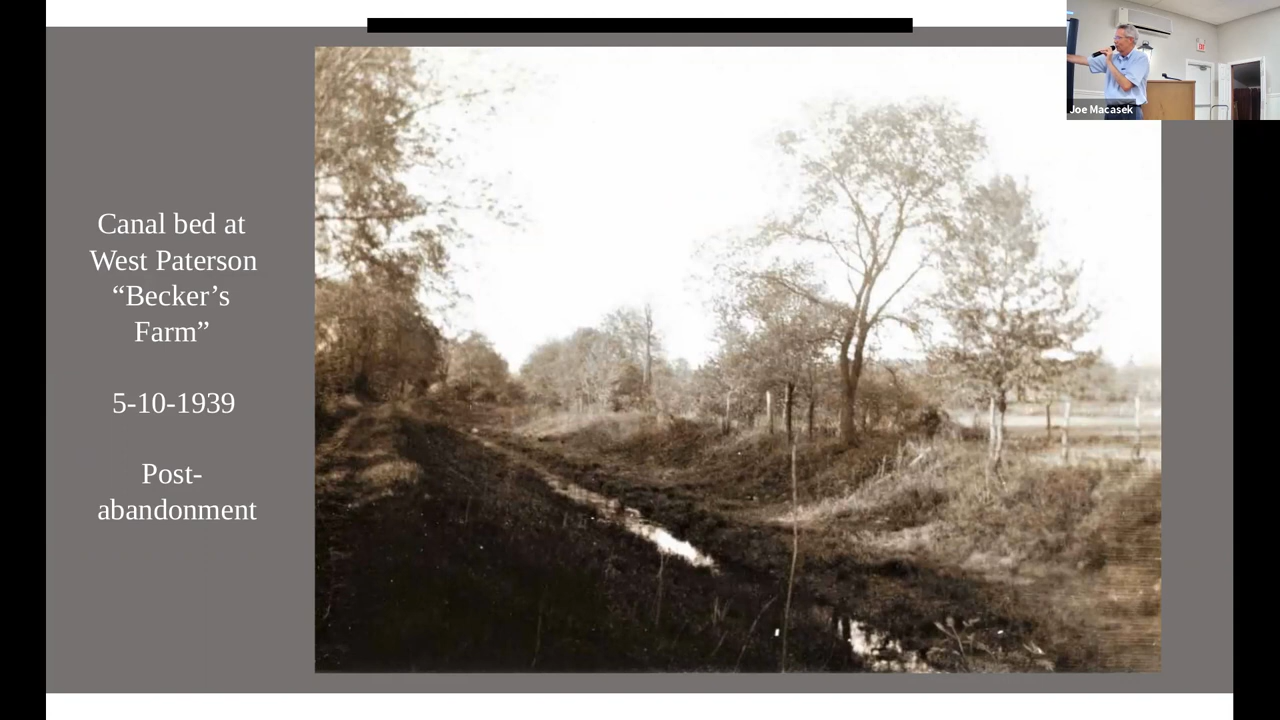 Canal bed at
West Paterson
“Becker’s
Farm”
5-10-1939
Post-
abandonment
Joe Macasek